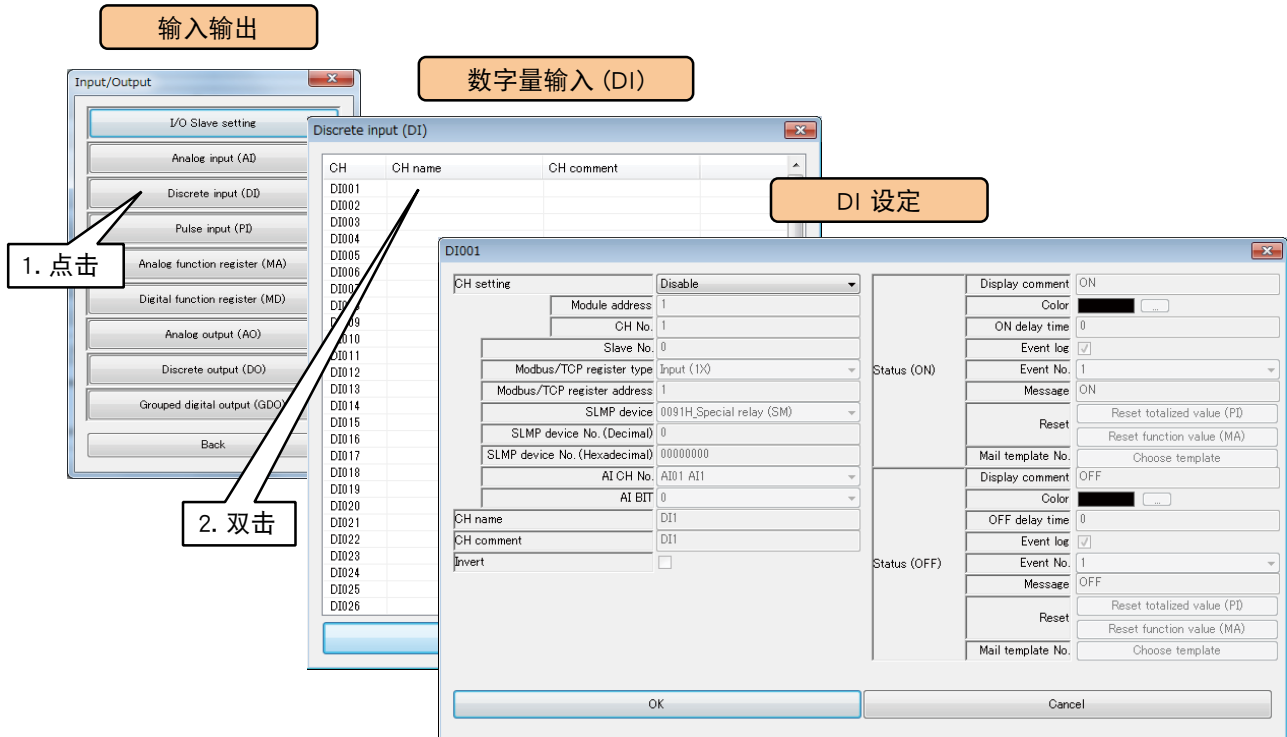 输入输出
Input/Output
I/O Slave setting
Analog input (AI)
Discrete input (DI)
Pulse input (PI)
Analog function register (MA)
Digital function register (MD)
Analog output (AO)
Discrete output (DO)
Grouped digital output (GDO)
Back
1. 点击
数字量输入 (DI)
Discrete input (DI)
CH CH name CH comment
DI001
DI002
DI003
DI004
DI005
DI006
DI010
DI011
DI012
DI013
DI014
DI015
DI016
DI017
DI018
DI019
DI020
DI021
DI022
DI023
DI024
DI025
DI026
2. 双击
DI 设定
DI001
CH setting Disable
Module address 1
CH No. 1
Slave No. 0
Modbus/TCP register type Input (1X)
Modbus/TCP register address 1
SLMP device 0091H_Special relay (SM)
SLMP device No. (Decimal) 0
SLMP device No. (Hexadecimal) 00000000
AI CH No. AI01 AI1
AI BIT 0
CH name DI1
CH comment DI1
Invert
Status (ON)
Display comment ON
Color ...
ON delay time 0
Event log
Event No. 1
Message ON
Reset
Reset totalized value (PI)
Reset function value (MA)
Mail template No. Choose template
Status (OFF)
Display comment OFF
Color ...
OFF delay time 0
Event log
Event No. 1
Message OFF
Reset
Reset totalized value (PI)
Reset function value (MA)
Mail template No. Choose template
OK
Cancel